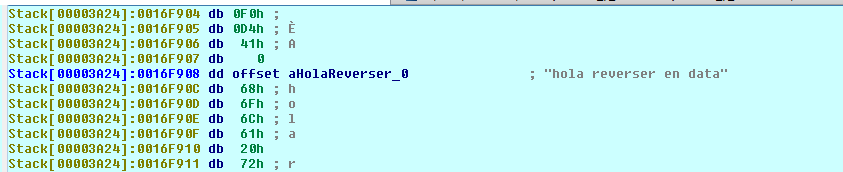 Stack[00003A24]:0016F904 db 0F0h ;
Stack[00003A24]:0016F905 db 0D4h ; È
Stack[00003A24]:0016F906 db 41h ; A
Stack[00003A24]:0016F907 db 0
Stack[00003A24]:0016F908 dd offset aHolaReverser_0 ; "hola reverser en data"
Stack[00003A24]:0016F90C db 68h ; h
Stack[00003A24]:0016F90D db 6Fh ; o
Stack[00003A24]:0016F90E db 6Ch ; l
Stack[00003A24]:0016F90F db 61h ; a
Stack[00003A24]:0016F910 db 20h
Stack[00003A24]:0016F911 db 72h ; r